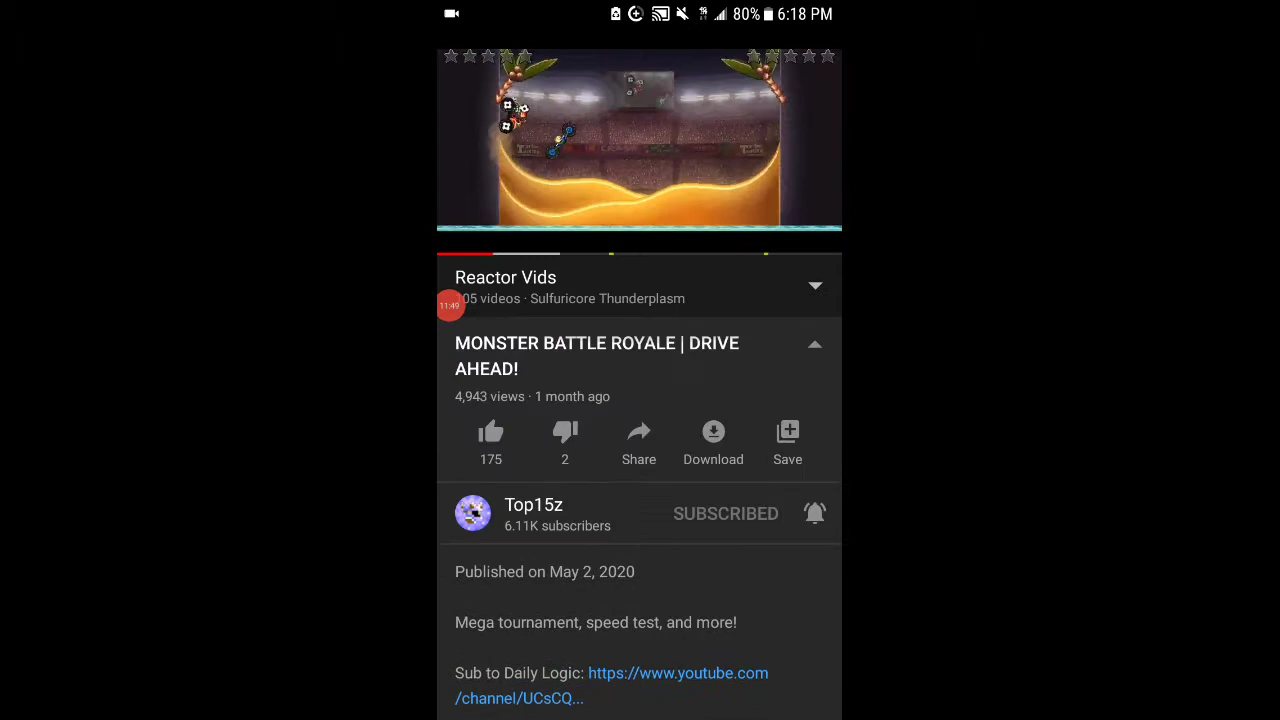 80% 6:18 PM
Reactor Vids
05 videos · Sulfuricore Thunderplasm
11:49
MONSTER BATTLE ROYALE | DRIVE
AHEAD!
4,943 views · 1 month ago
175
2
Share
Download
Save
Top15z
6.11K subscribers
SUBSCRIBED
Published on May 2, 2020
Mega tournament, speed test, and more!
Sub to Daily Logic: https://www.youtube.com
/channel/UCsCQ...